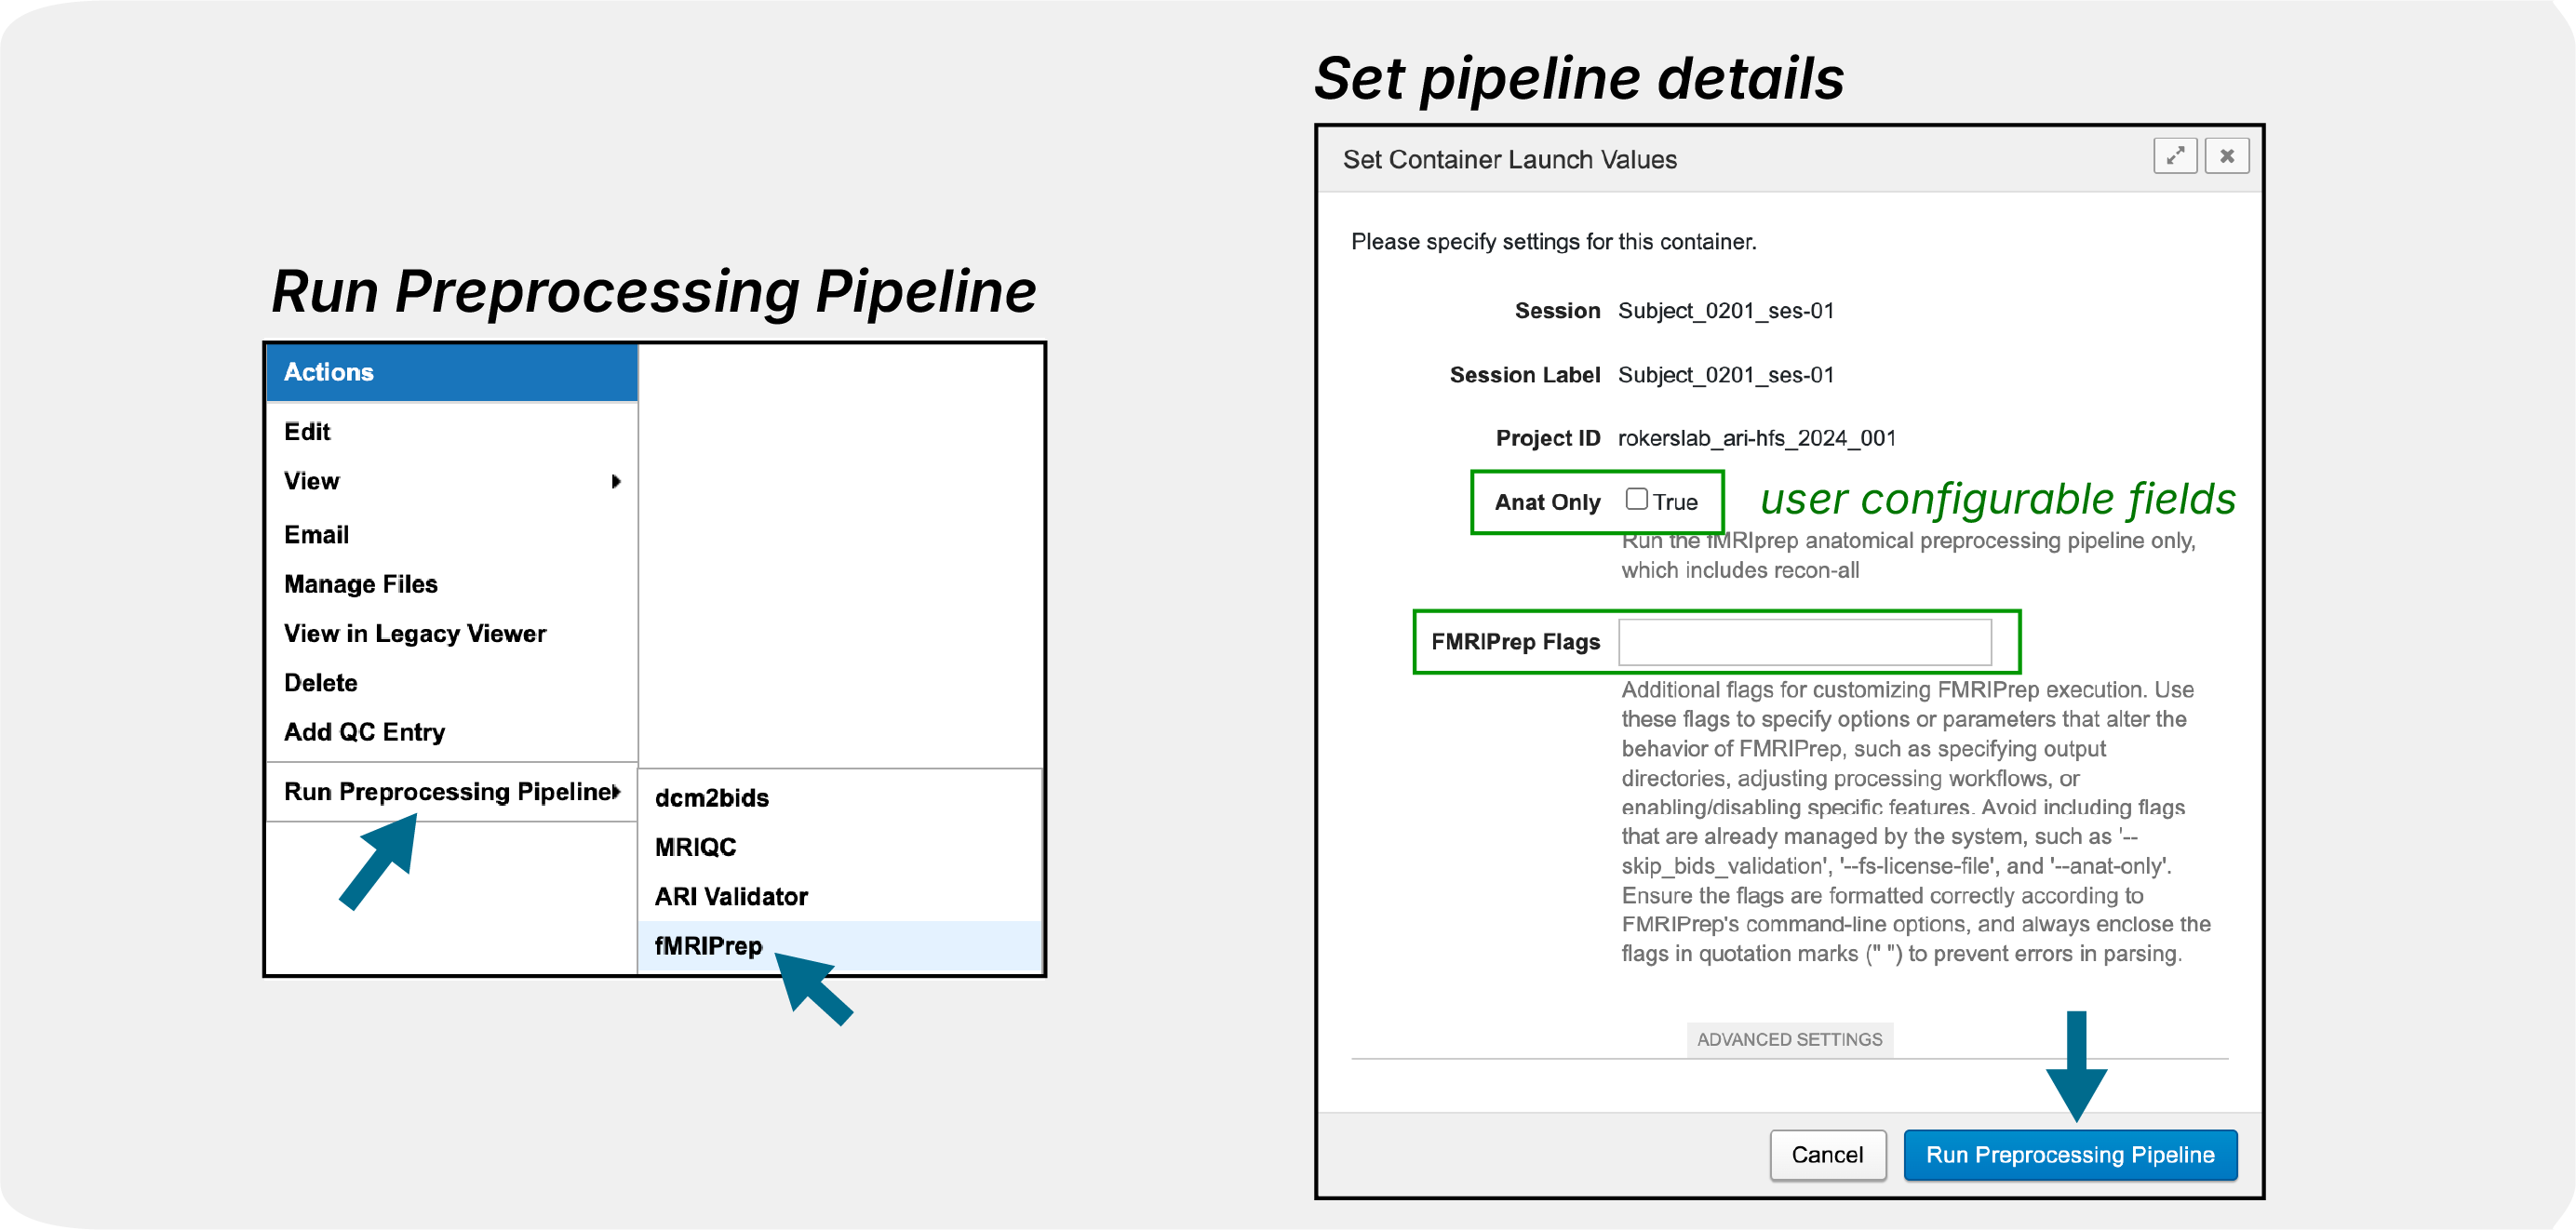 Run Preprocessing Pipeline
Actions
Edit
View
Email
Manage Files
View in Legacy Viewer
Delete
Add QC Entry
Run Preprocessing Pipeline
dcm2bids
MRIQC
ARI Validator
fMRIPrep
Set pipeline details
Set Container Launch Values
Please specify settings for this container.
Session Subject_0201_ses-01
Session Label Subject_0201_ses-01
Project ID rokerslab_ari-hfs_2024_001
Anat Only True user configurable fields
Run the fMRIprep anatomical preprocessing pipeline only,
which includes recon-all
FMRIPrep Flags
Additional flags for customizing FMRIPrep execution. Use
these flags to specify options or parameters that alter the
behavior of FMRIPrep, such as specifying output
directories, adjusting processing workflows, or
enabling/disabling specific features. Avoid including flags
that are already managed by the system, such as '--
skip_bids_validation', '--fs-license-file', and '--anat-only'.
Ensure the flags are formatted correctly according to
FMRIPrep's command-line options, and always enclose the
flags in quotation marks (" ") to prevent errors in parsing.
ADVANCED SETTINGS
Cancel Run Preprocessing Pipeline